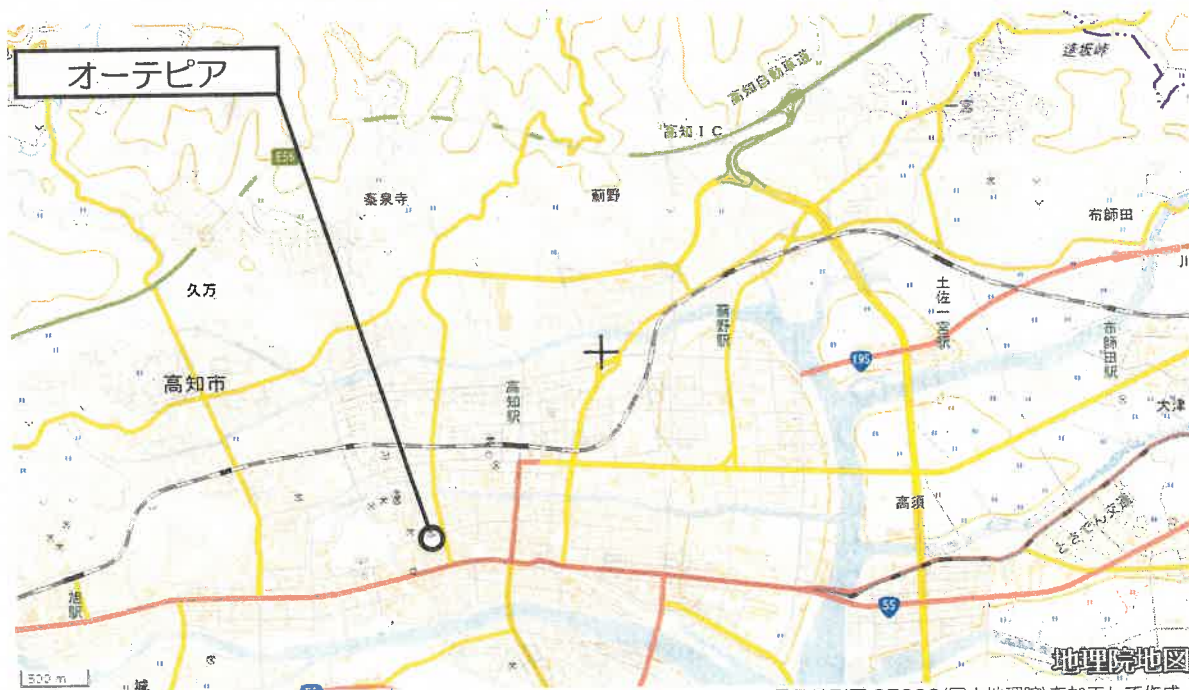 オーテピア
逢坂峠
高知自動車道
高知IC
一宮
E56
秦泉寺
薊野
布師田
久万
土佐一宮駅
薊野駅
布師田駅
195
高知市
高知駅
大津
高須
とさでん交通
旭駅
55
500 m
地理院地図